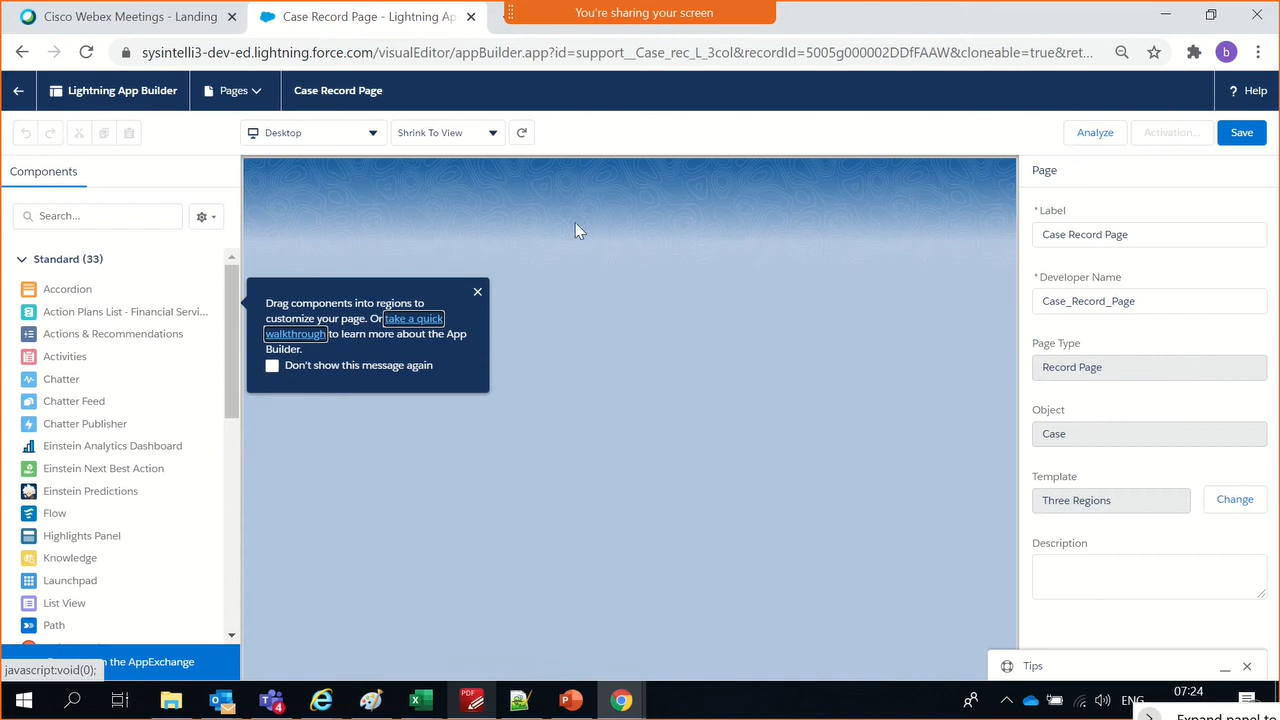 Cisco Webex Meetings - Landing
Case Record Page - Lightning Ap
You're sharing your screen
sysintelli3-dev-ed.lightning.force.com/visualEditor/appBuilder.app?id=support__Case_rec_L_3col&recordId=5005g000002DDfFAAW&cloneable=true&ret...
b
Lightning App Builder
Pages
Case Record Page
? Help
Desktop
Shrink To View
Analyze
Activation...
Save
Components
Search...
Standard (33)
Accordion
Action Plans List - Financial Servi...
Actions & Recommendations
Activities
Chatter
Chatter Feed
Chatter Publisher
Einstein Analytics Dashboard
Einstein Next Best Action
Einstein Predictions
Flow
Highlights Panel
Knowledge
Launchpad
List View
Path
the AppExchange
javascript:void(0);
Drag components into regions to
customize your page. Or take a quick
walkthrough to learn more about the App
Builder.
Don't show this message again
Page
*Label
Case Record Page
*Developer Name
Case_Record_Page
Page Type
Record Page
Object
Case
Template
Three Regions
Change
Description
Tips
PDF
4
ENG
07:24
Expand panel to